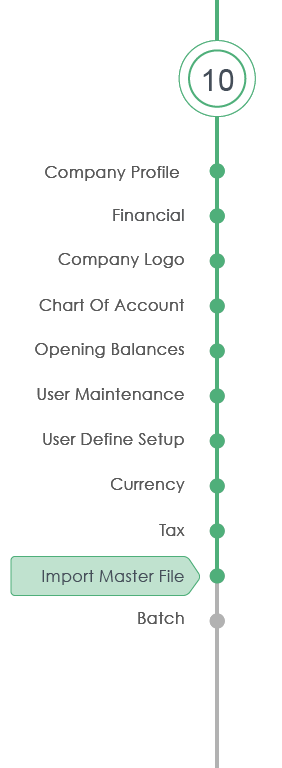 10
Company Profile
Financial
Company Logo
Chart Of Account
Opening Balances
User Maintenance
User Define Setup
Currency
Tax
Import Master File
Batch